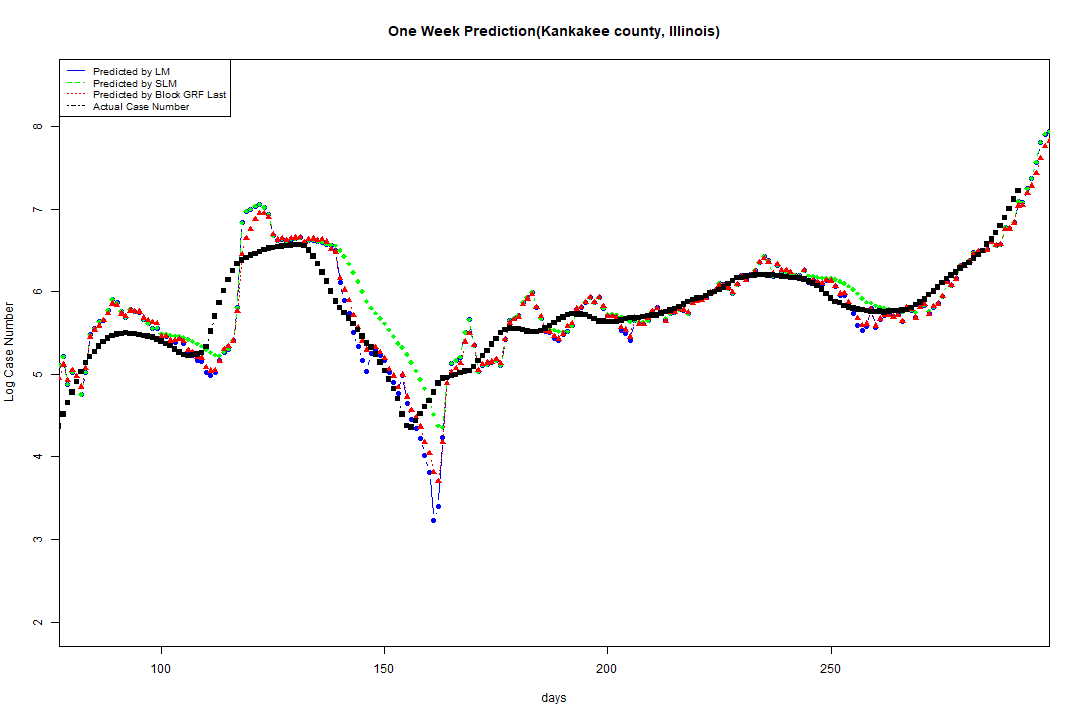 One Week Prediction(Kankakee county, Illinois)
Predicted by LM
Predicted by SLM
Predicted by Block GRF Last
Actual Case Number
8
7
6
5
4
3
2
Log Case Number
100 150 200 250
days